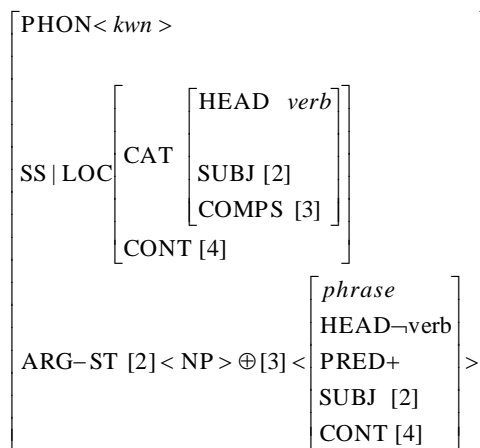 PHON< kwn >
HEAD verb
CAT
SS | LOC
SUBJ [2]
COMPS [3]
CONT [4]
phrase
HEAD¬verb
ARG–ST [2]< NP > ⊕[3] < PRED+ >
SUBJ [2]
CONT [4]